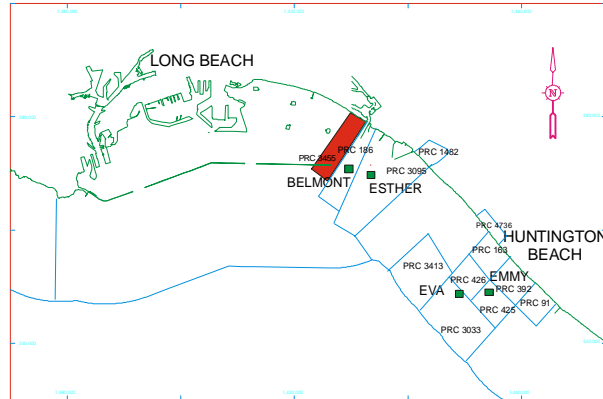 LONG BEACH
N
PRC 1482
PRC 186
PRC 3455
PRC 3095
BELMONT
ESTHER
PRC 4736
HUNTINGTON
BEACH
PRC 163
PRC 3413
PRC 426
EMMY
EVA
PRC 392
PRC 91
PRC 425
PRC 3033